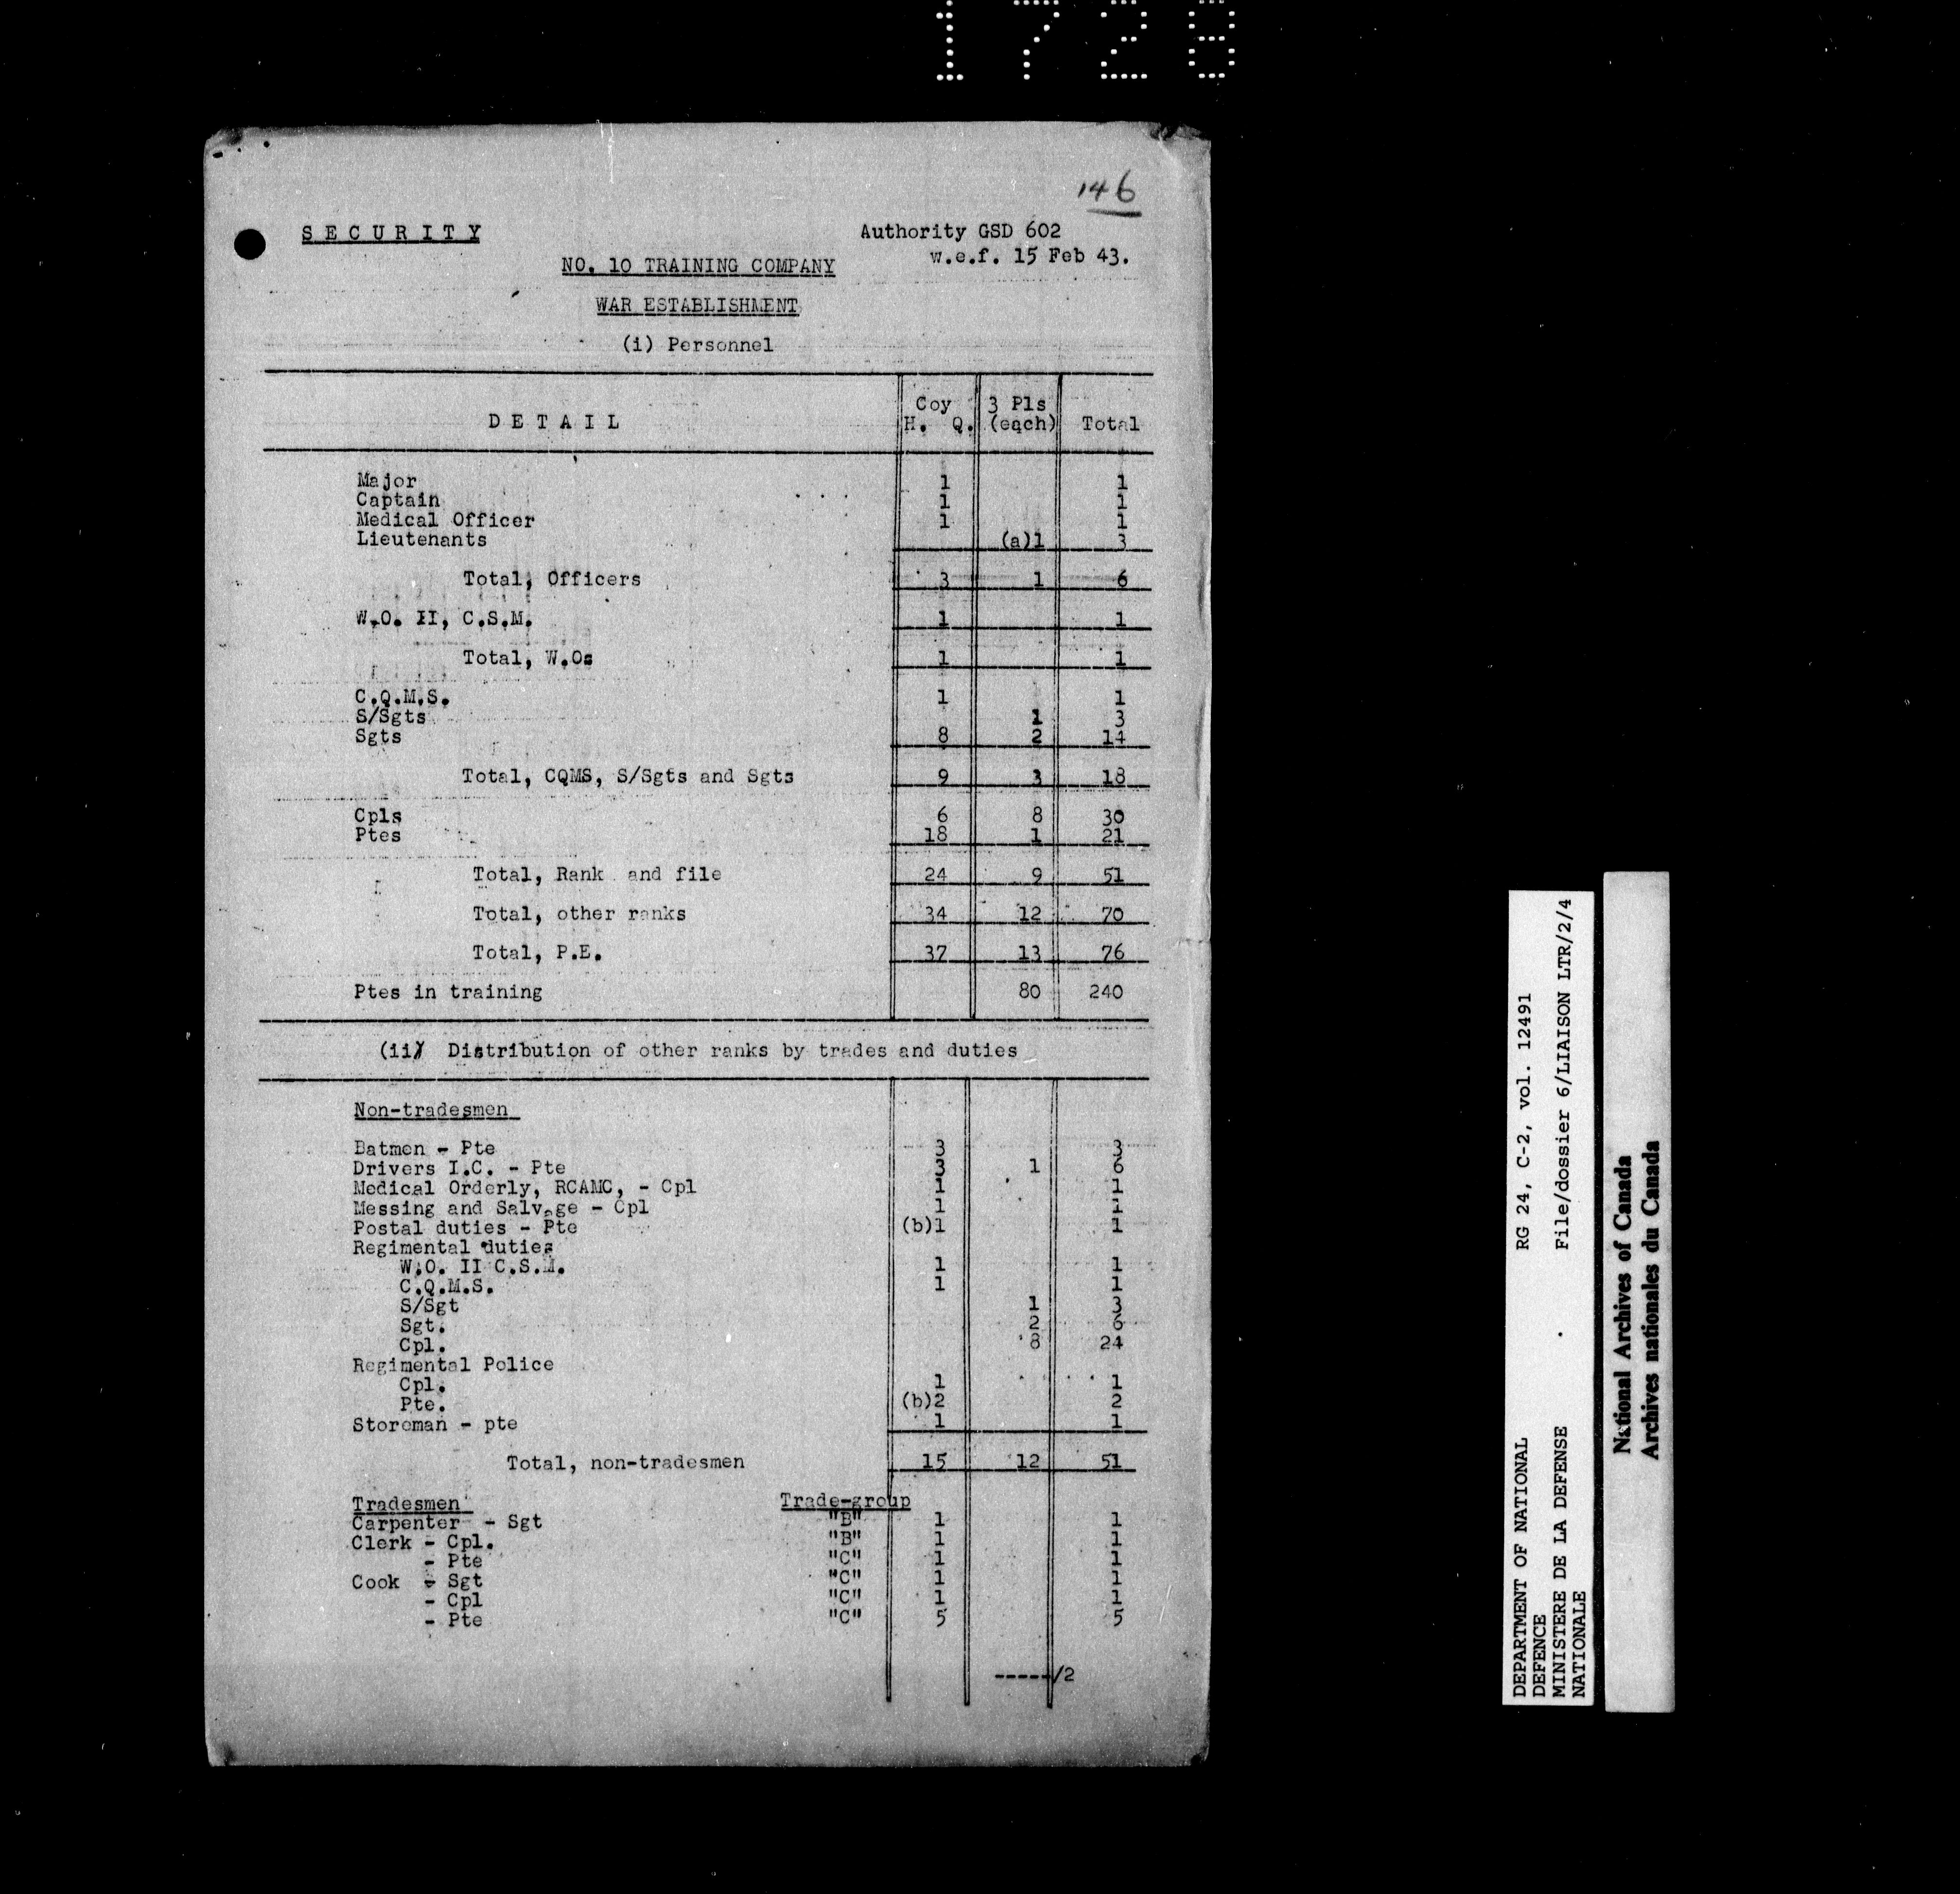 1728
146
S E C U R I T Y
Authority GSD 602
w.e.f. 15 Feb 43.
NO. 10 TRAINING COMPANY
WAR ESTABLISHMENT
(i) Personnel
D E T A I L Coy H. Q. 3 Pls (each) Total
Major 1 1
Captain 1 1
Medical Officer 1 1
Lieutenants (a)1 3
Total, Officers 3 1 6
W.O. II, C.S.M. 1 1
Total, W.Os 1 1
C.Q.M.S. 1 1
S/Sgts 1 3
Sgts 8 2 14
Total, CQMS, S/Sgts and Sgts 9 3 18
Cpls 6 8 30
Ptes 18 1 21
Total, Rank and file 24 9 51
Total, other ranks 34 12 70
Total, P.E. 37 13 76
Ptes in training 80 240
(ii) Distribution of other ranks by trades and duties
Non-tradesmen
Batmen - Pte 3 3
Drivers I.C. - Pte 3 1 6
Medical Orderly, RCAMC, - Cpl 1 1
Messing and Salvage - Cpl 1 1
Postal duties - Pte (b)1 1
Regimental duties
W.O. II C.S.M. 1 1
C.Q.M.S. 1 1
S/Sgt 1 3
Sgt. 2 6
Cpl. 8 24
Regimental Police
Cpl. 1 1
Pte. (b)2 2
Storeman - pte 1 1
Total, non-tradesmen 15 12 51
Tradesmen Trade-group
Carpenter - Sgt "B" 1 1
Clerk - Cpl. "B" 1 1
- Pte "C" 1 1
Cook - Sgt "C" 1 1
- Cpl "C" 1 1
- Pte "C" 5 5
-----/2
DEPARTMENT OF NATIONAL RG 24, C-2, vol. 12491
DEFENCE
MINISTERE DE LA DEFENSE File/dossier 6/LIAISON LTR/2/4
NATIONALE
National Archives of Canada
Archives nationales du Canada